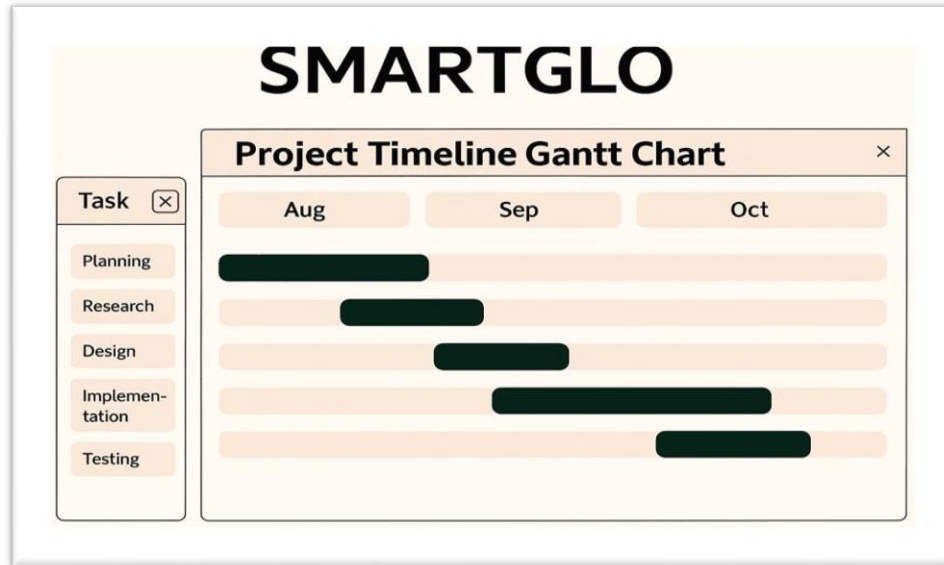 SMARTGLO
Project Timeline Gantt Chart
Task
Aug Sep Oct
Planning
Research
Design
Implemen-
tation
Testing